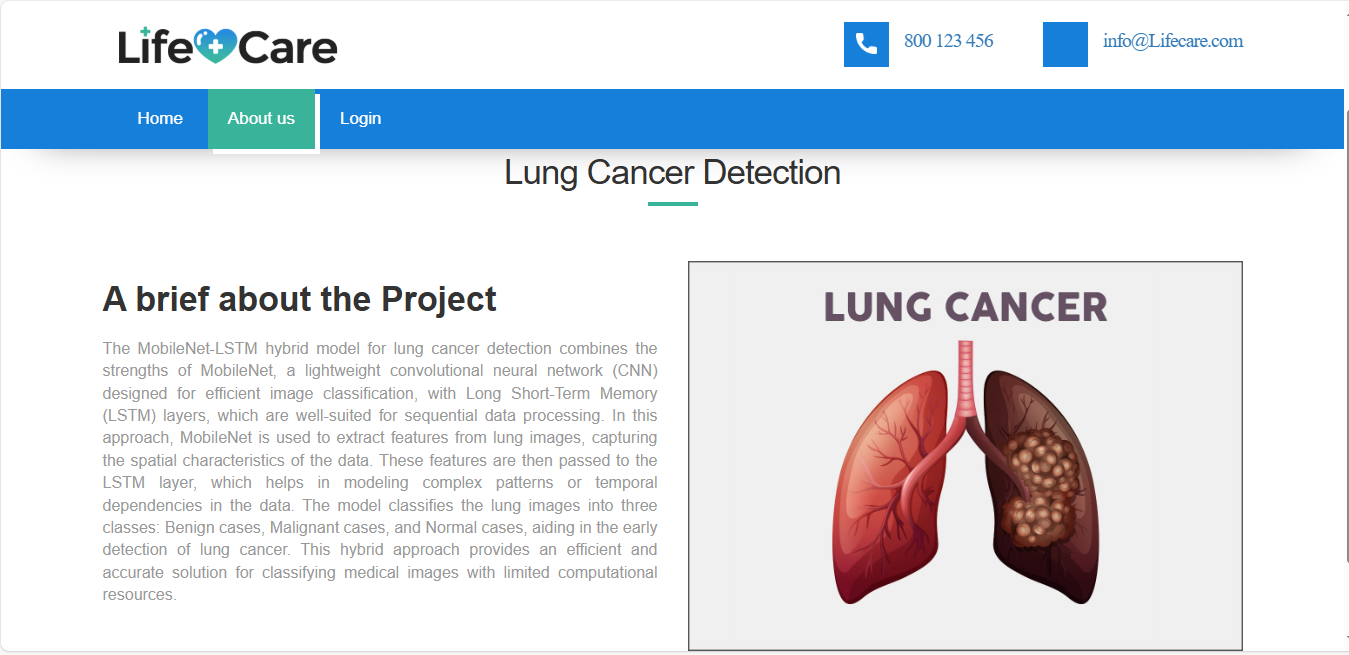 Life Care
800 123 456
info@Lifecare.com
Home
About us
Login
Lung Cancer Detection
A brief about the Project
The MobileNet-LSTM hybrid model for lung cancer detection combines the
strengths of MobileNet, a lightweight convolutional neural network (CNN)
designed for efficient image classification, with Long Short-Term Memory
(LSTM) layers, which are well-suited for sequential data processing. In this
approach, MobileNet is used to extract features from lung images, capturing
the spatial characteristics of the data. These features are then passed to the
LSTM layer, which helps in modeling complex patterns or temporal
dependencies in the data. The model classifies the lung images into three
classes: Benign cases, Malignant cases, and Normal cases, aiding in the early
detection of lung cancer. This hybrid approach provides an efficient and
accurate solution for classifying medical images with limited computational
resources.
LUNG CANCER